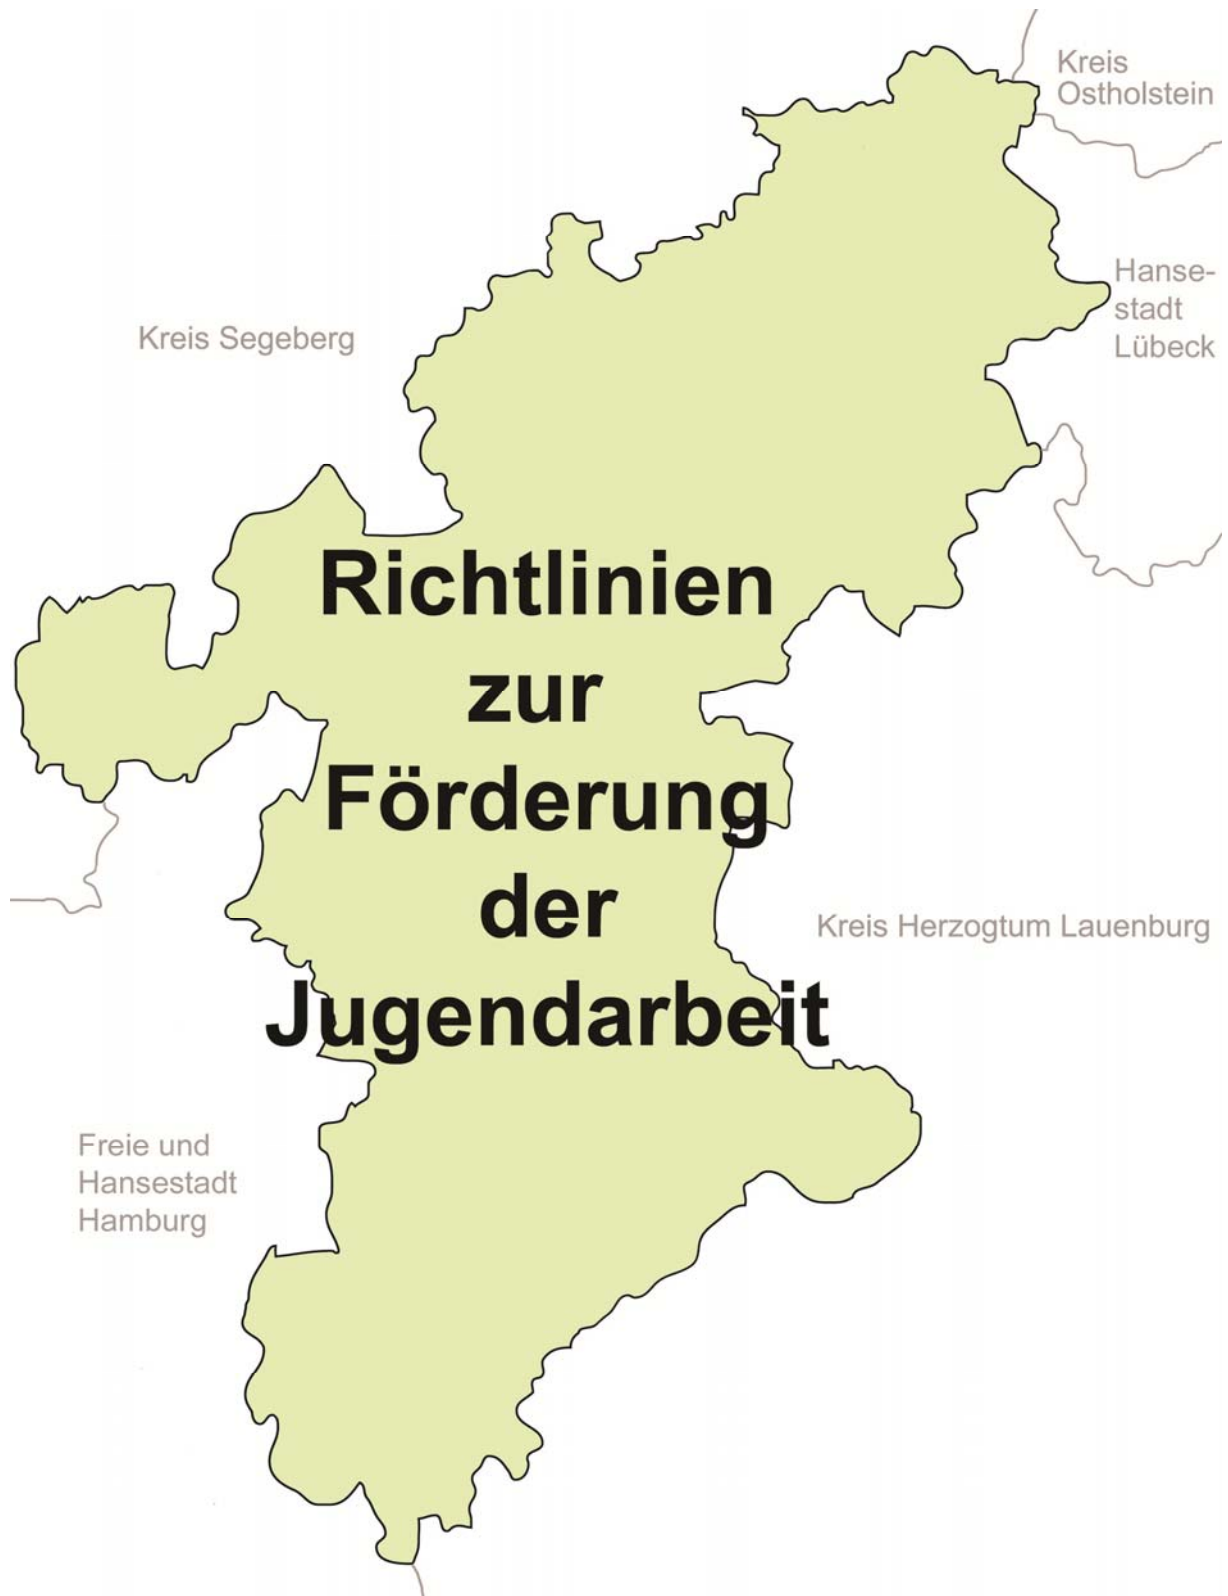 Kreis
Ostholstein
Hanse-
stadt
Lübeck
Kreis Segeberg
Richtlinien
zur
Förderung
der
Jugendarbeit
Kreis Herzogtum Lauenburg
Freie und
Hansestadt
Hamburg